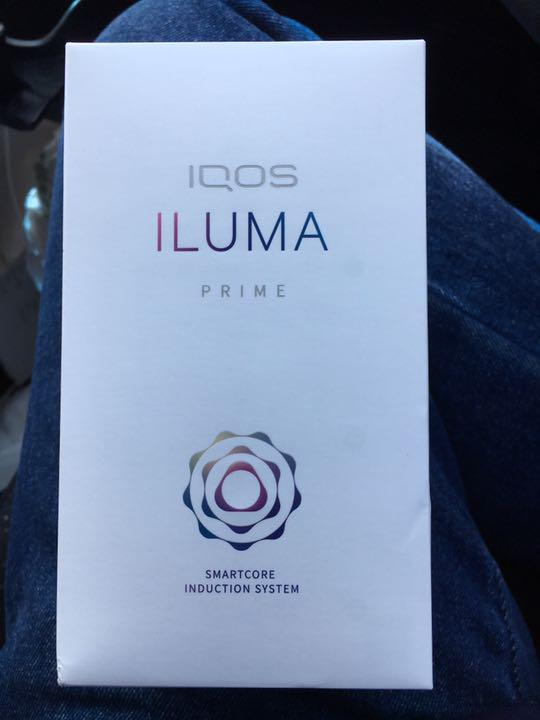 IQOS
ILUMA
PRIME
SMARTCORE
INDUCTION SYSTEM